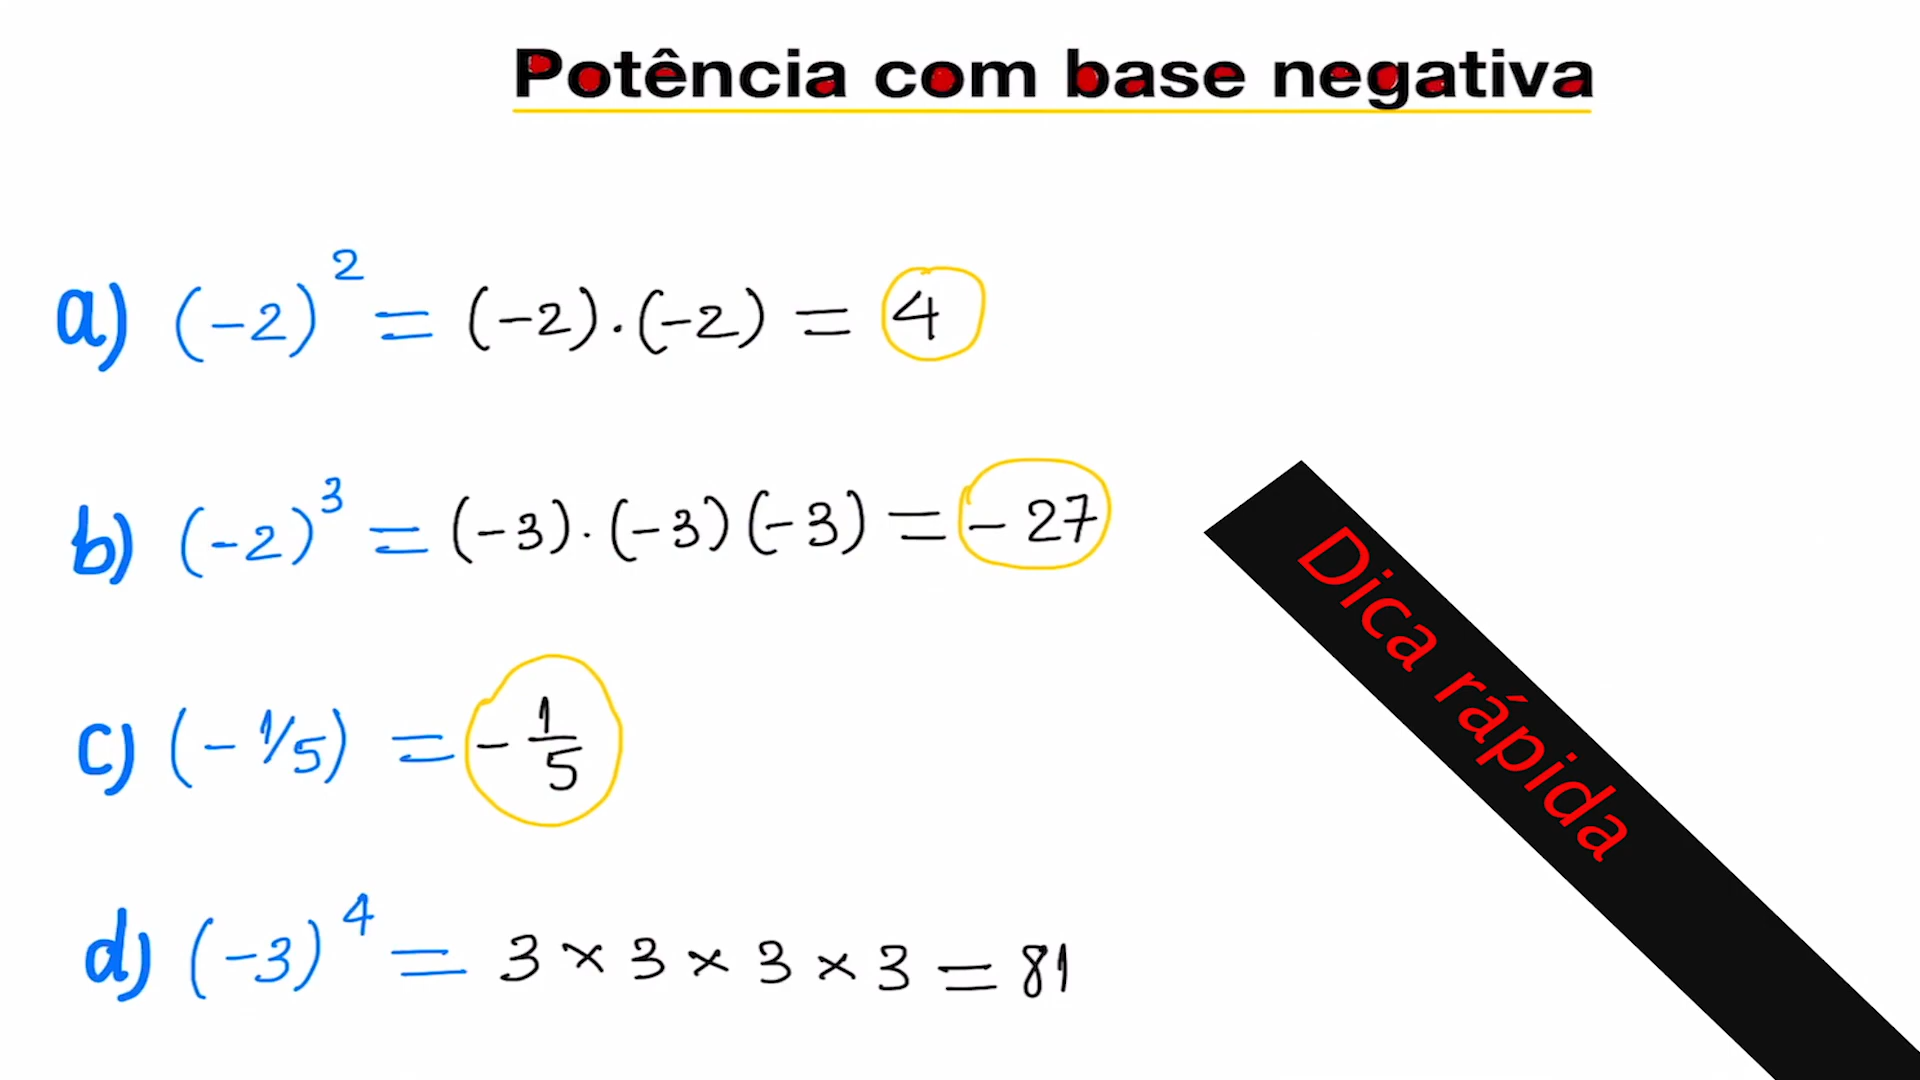 Potência com base negativa
a) (-2)² = (-2).(-2) = 4
b) (-2)³ = (-3).(-3)(-3) = -27
c) (- 1/5) = - 1/5
d) (-3)⁴ = 3 × 3 × 3 × 3 = 81
Dica rápida